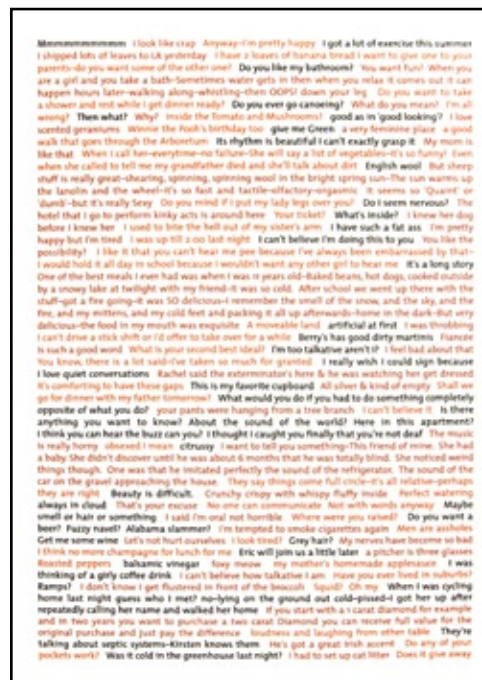 Mmmmmmmmmmm I look like crap Anyway–I'm pretty happy I got a lot of exercise this summer
I shipped lots of leaves to LA yesterday I have 2 loaves of banana bread I want to give one to your
parents–do you want some of the other one? Do you like my bathroom? You want fun? When you
are a girl and you take a bath–Sometimes water gets in then when you relax it comes out it can
happen hours later–walking along–whistling–then OOPS! down your leg Do you want to take
a shower and rest while I get dinner ready? Do you ever go canoeing? What do you mean? I'm all
wrong? Then what? Why? inside the Tomato and Mushrooms? good as in 'good looking'? I love
scented geraniums Winnie the Pooh's birthday too give me Green a very feminine place a good
walk that goes through the Arboretum Its rhythm is beautiful I can't exactly grasp it My mom is
like that When I call her–everytime–no failure–She will say a list of vegetables–it's so funny! Even
when she called to tell me my grandfather died and she'll talk about dirt English wool But sheep
stuff is really great–shearing, spinning, spinning wool in the bright spring sun–The sun warms up
the lanolin and the wheel–it's so fast and tactile–olfactory–orgasmic It seems so 'Quaint' or
'dumb'–but it's really Sexy Do you mind if I put my lady legs over you? Do I seem nervous? The
hotel that I go to perform kinky acts is around here Your ticket? What's inside? I knew her dog
before I knew her I used to bite the hell out of my sister's arm I have such a fat ass I'm pretty
happy but I'm tired I was up till 2:00 last night I can't believe I'm doing this to you You like the
possibility? I like it that you can't hear me pee because I've always been embarrassed by that–
I would hold it all day in school because I wouldn't want any other girl to hear me It's a long story
One of the best meals I ever had was when I was 11 years old–Baked beans, hot dogs, cooked outside
by a snowy lake at twilight with my friend–It was so cold. After school we went up there with the
stuff–got a fire going–it was SO delicious–I remember the smell of the snow, and the sky, and the
fire, and my mittens, and my cold feet and packing it all up afterwards–home in the dark–But very
delicious–the food in my mouth was exquisite A moveable land artificial at first I was throbbing
I can't drive a stick shift or I'd offer to take over for a while Berry's has good dirty martinis Fiancée
is such a good word What is your second best idea? I'm too talkative aren't I? I feel bad about that
You know, there is a lot said–I've taken so much for granted I really wish I could sign because
I love quiet conversations Rachel said the exterminator's here & he was watching her get dressed
It's comforting to have these gaps This is my favorite cupboard All silver & kind of empty Shall we
go for dinner with my father tomorrow? What would you do if you had to do something completely
opposite of what you do? your pants were hanging from a tree branch I can't believe it Is there
anything you want to know? About the sound of the world? Here in this apartment?
I think you can hear the buzz can you? I thought I caught you finally that you're not deaf The music
is really horny obsessed I mean citrussy I want to tell you something–This friend of mine. She had
a baby She didn't discover until he was about 6 months that he was totally blind. She noticed weird
things though. One was that he imitated perfectly the sound of the refrigerator. The sound of the
car on the gravel approaching the house. They say things come full circle–it's all relative–perhaps
they are right Beauty is difficult. Crunchy crispy with whispy fluffy inside Perfect watering
always in cloud That's your excuse No one can communicate Not with words anyway Maybe
smell or hair or something I said I'm oral not horrible Where were you raised? Do you want a
beer? Fuzzy navel? Alabama slammer? I'm tempted to smoke cigarettes again Men are assholes
Get me some wine Let's not hurt ourselves I look tired? Grey hair? My nerves have become so bad
I think no more champagne for lunch for me Eric will join us a little later a pitcher is three glasses
Roasted peppers balsamic vinegar foxy meow my mother's homemade applesauce I was
thinking of a girly coffee drink I can't believe how talkative I am Have you ever lived in suburbs?
Ramps? I don't know I get flustered in front of the broccoli Squid? Oh my When I was cycling
home last night guess who I met? no–lying on the ground out cold–pissed–I got her up after
repeatedly calling her name and walked her home If you start with a 1 carat diamond for example
and in two years you want to purchase a two carat Diamond you can receive full value for the
original purchase and just pay the difference loudness and laughing from other table They're
talking about septic systems–Kirsten knows them He's got a great Irish accent Do any of your
pockets work? Was it cold in the greenhouse last night? I had to set up cat litter Does it give away